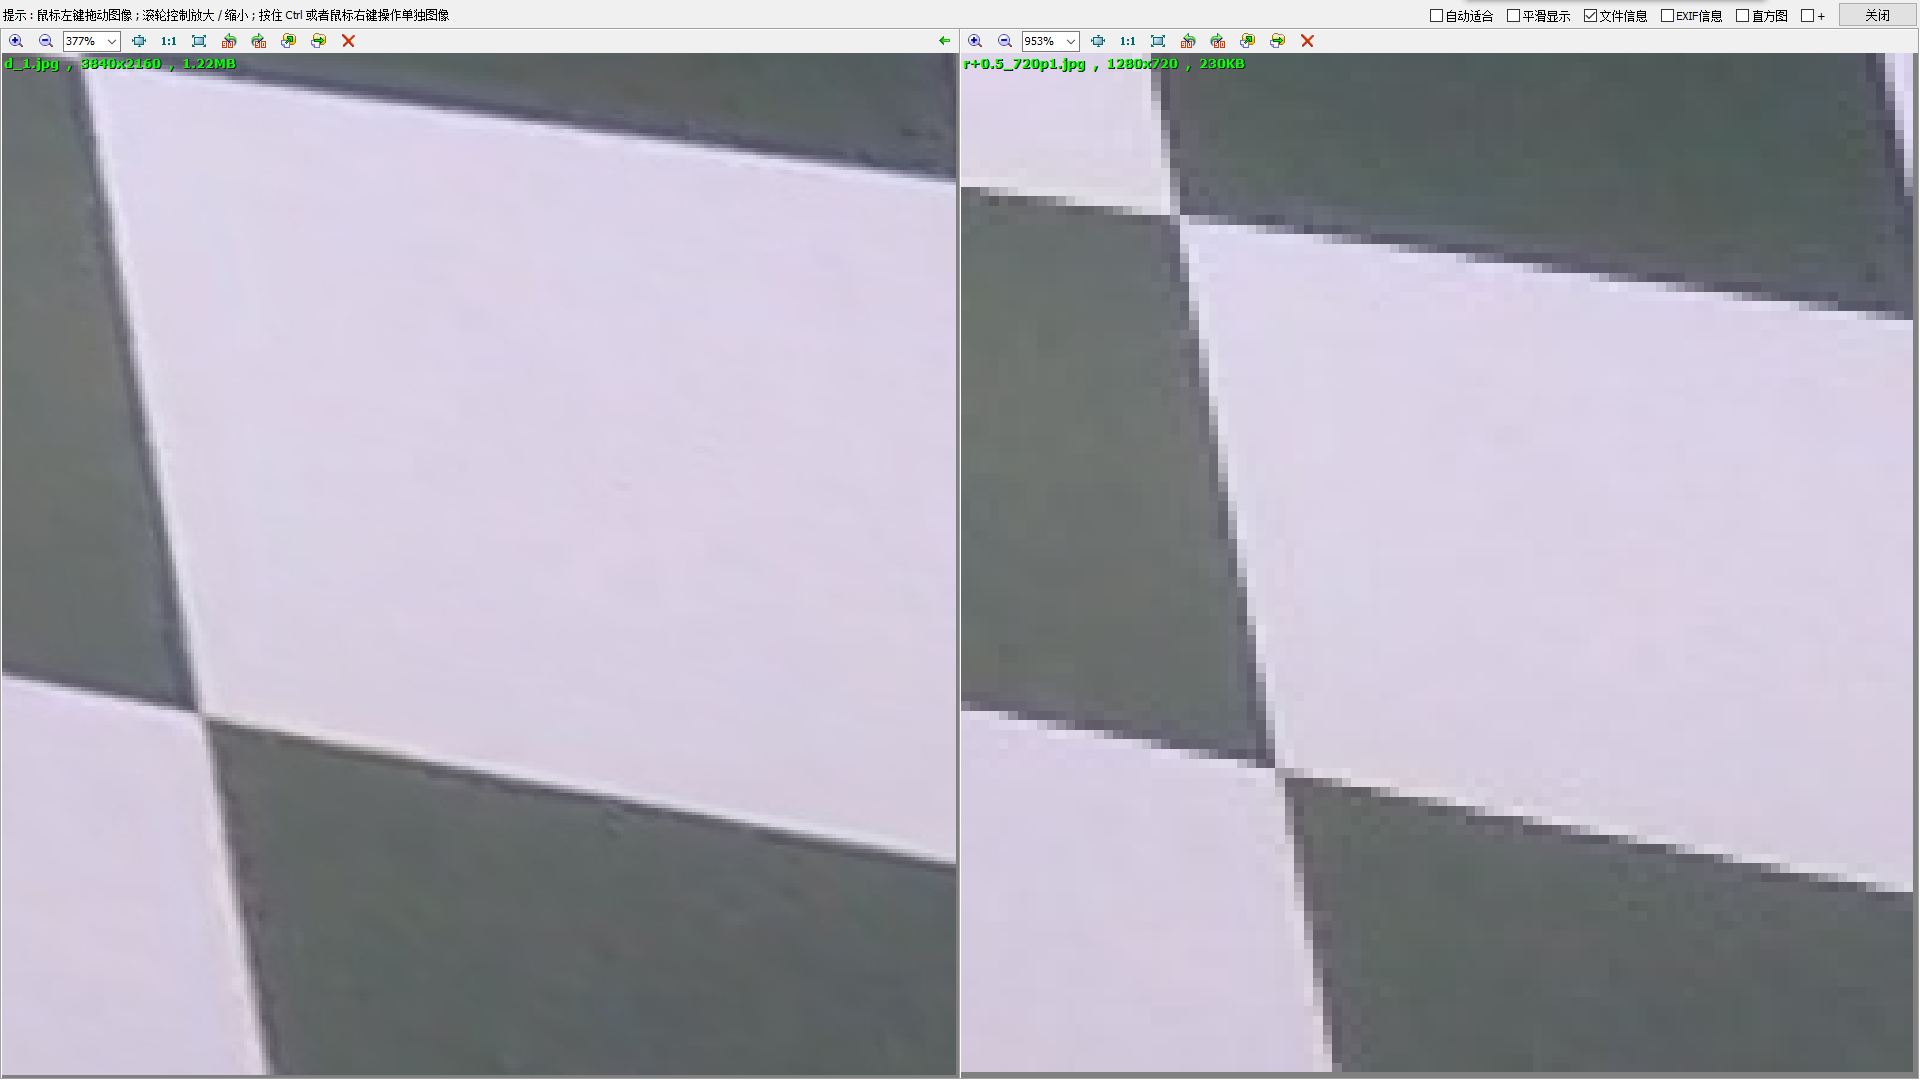 提示 : 鼠标左键拖动图像 ; 滚轮控制放大 / 缩小 ; 按住 Ctrl 或者鼠标右键操作单独图像
自动适合 平滑显示 文件信息 EXIF信息 直方图 + 关闭
377% 1:1
953% 1:1
d_1.jpg , 3840x2160 , 1.22MB
r+0.5_720p1.jpg , 1280x720 , 230KB